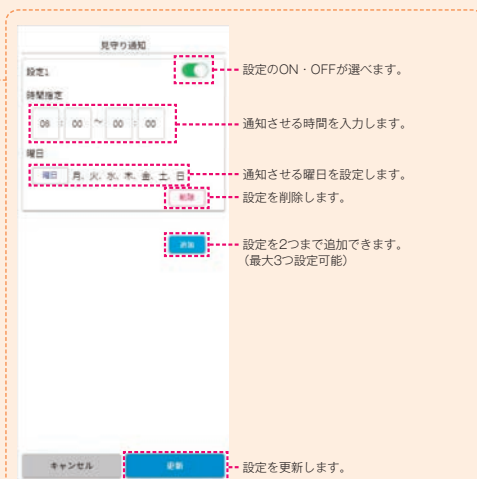 見守り通知
設定1
設定のON・OFFが選べます。
時間指定
08 : 00 〜 00 : 00
通知させる時間を入力します。
曜日
曜日 月、火、水、木、金、土、日
通知させる曜日を設定します。
削除
設定を削除します。
追加
設定を2つまで追加できます。
（最大3つ設定可能）
キャンセル
更新
設定を更新します。